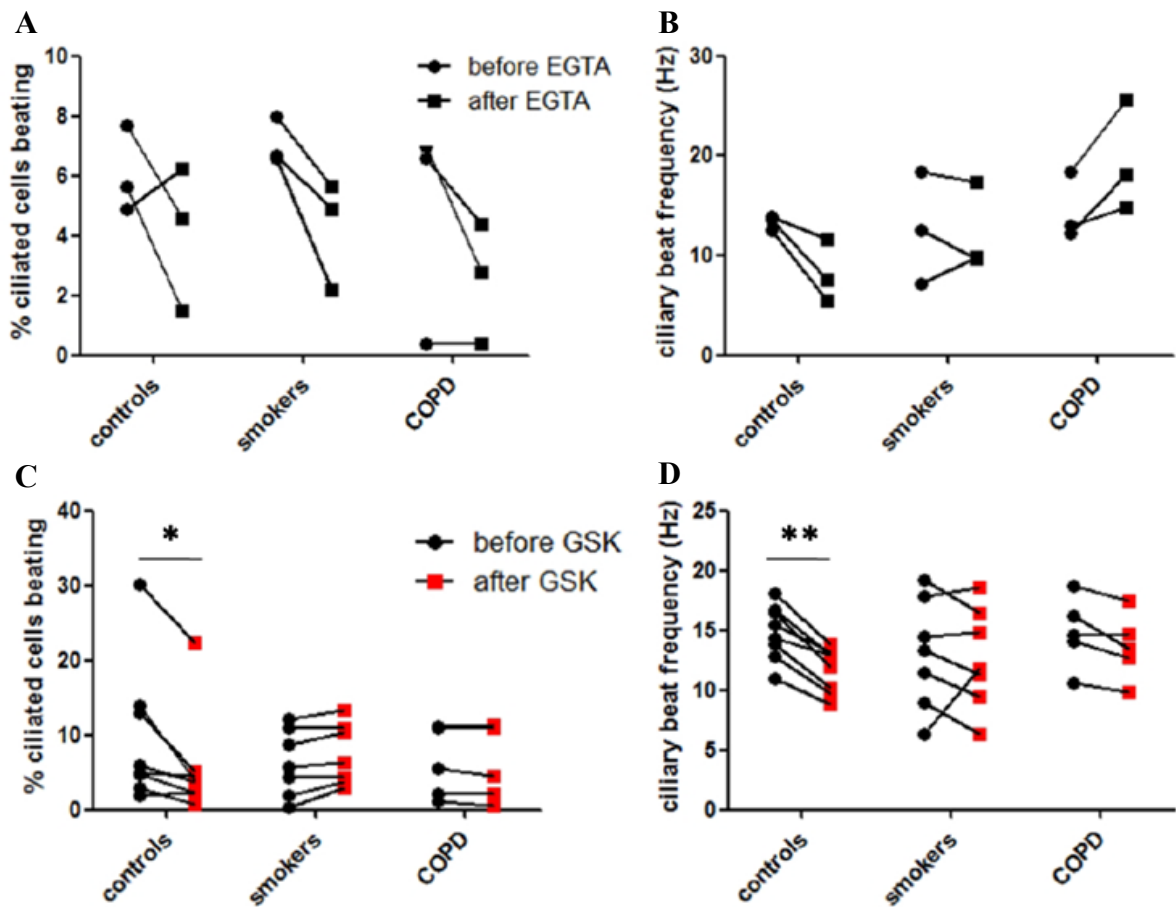 A
% ciliated cells beating
10
8
6
4
2
0
before EGTA
after EGTA
controls
smokers
COPD
B
ciliary beat frequency (Hz)
30
20
10
0
controls
smokers
COPD
C
% ciliated cells beating
40
30
20
10
0
*
before GSK
after GSK
controls
smokers
COPD
D
ciliary beat frequency (Hz)
25
20
15
10
5
0
**
controls
smokers
COPD